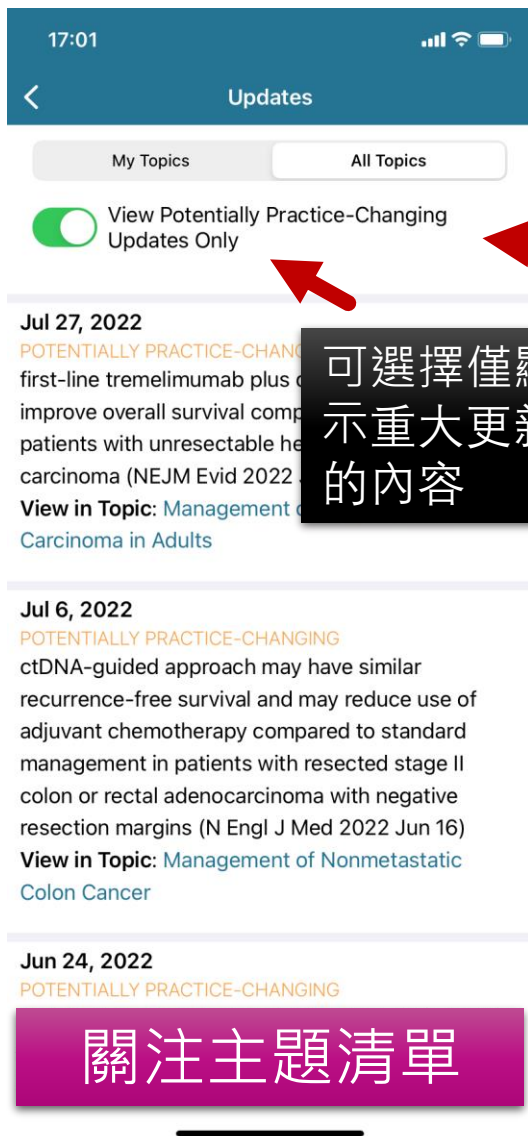 17:01
Updates
My Topics
All Topics
View Potentially Practice-Changing
Updates Only
Jul 27, 2022
POTENTIALLY PRACTICE-CHANG
first-line tremelimumab plus
improve overall survival comp
patients with unresectable he
carcinoma (NEJM Evid 2022
View in Topic: Management
Carcinoma in Adults
可選擇僅顯
示重大更新
的內容
Jul 6, 2022
POTENTIALLY PRACTICE-CHANGING
ctDNA-guided approach may have similar
recurrence-free survival and may reduce use of
adjuvant chemotherapy compared to standard
management in patients with resected stage II
colon or rectal adenocarcinoma with negative
resection margins (N Engl J Med 2022 Jun 16)
View in Topic: Management of Nonmetastatic
Colon Cancer
Jun 24, 2022
POTENTIALLY PRACTICE-CHANGING
關注主題清單